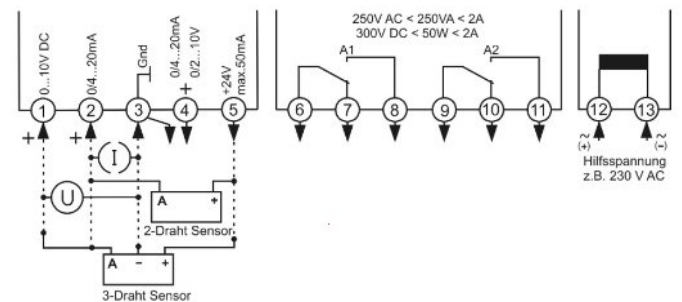 250V AC < 250VA < 2A
300V DC < 50W < 2A
0...10V DC
0/4...20mA
Gnd
0/4...20mA
0/2...10V
+
+24V
max.50mA
A1
A2
1
2
3
4
5
6
7
8
9
10
11
12
13
+
+
I
U
~
(+)
~
(−)
Hilfsspannung
z.B. 230 V AC
A +
2-Draht Sensor
A − +
3-Draht Sensor